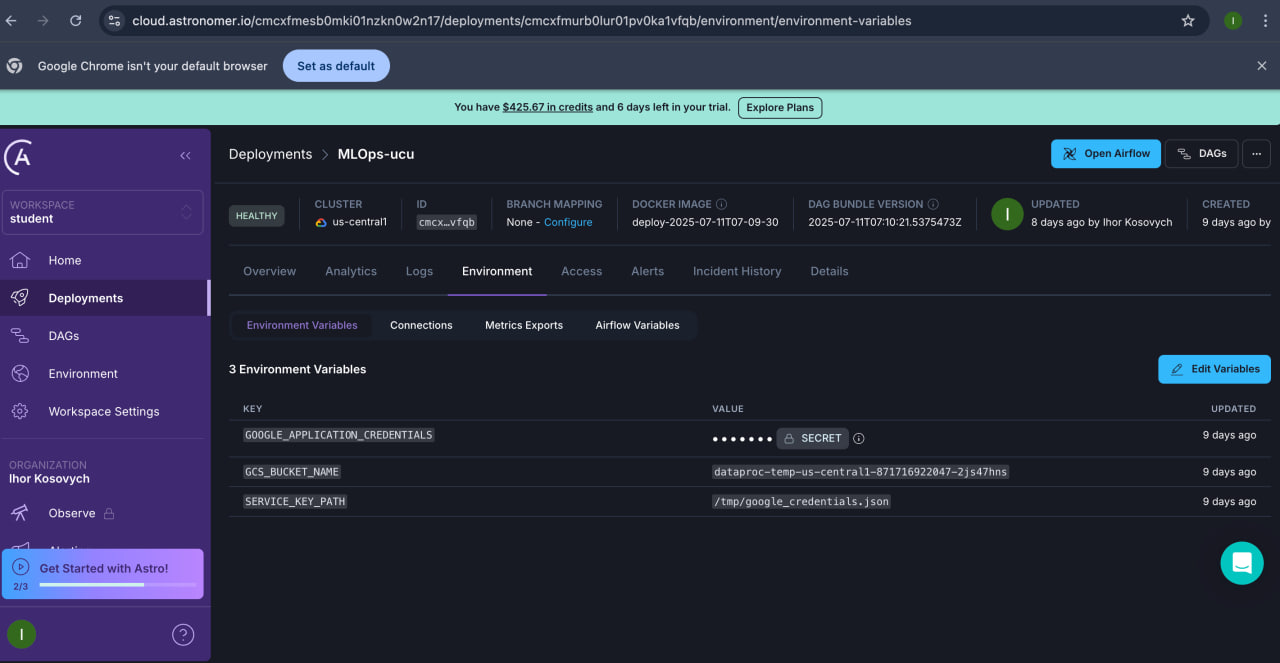 cloud.astronomer.io/cmcxfmesb0mki01nzkn0w2n17/deployments/cmcxfmurb0lur01pv0ka1vfqb/environment/environment-variables
I
Google Chrome isn't your default browser
Set as default
You have $425.67 in credits and 6 days left in your trial.
Explore Plans
A
WORKSPACE
student
Home
Deployments
DAGs
Environment
Workspace Settings
ORGANIZATION
Ihor Kosovych
Observe
Get Started with Astro!
2/3
I
?
Deployments > MLOps-ucu
Open Airflow
DAGs
...
HEALTHY
CLUSTER
us-central1
ID
cmcx…vfqb
BRANCH MAPPING
None - Configure
DOCKER IMAGE
deploy-2025-07-11T07-09-30
DAG BUNDLE VERSION
2025-07-11T07:10:21.5375473Z
I
UPDATED
8 days ago by Ihor Kosovych
CREATED
9 days ago by
Overview Analytics Logs Environment Access Alerts Incident History Details
Environment Variables Connections Metrics Exports Airflow Variables
3 Environment Variables
Edit Variables
KEY VALUE UPDATED
GOOGLE_APPLICATION_CREDENTIALS ••••••• SECRET 9 days ago
GCS_BUCKET_NAME dataproc-temp-us-central1-871716922047-2js47hns 9 days ago
SERVICE_KEY_PATH /tmp/google_credentials.json 9 days ago